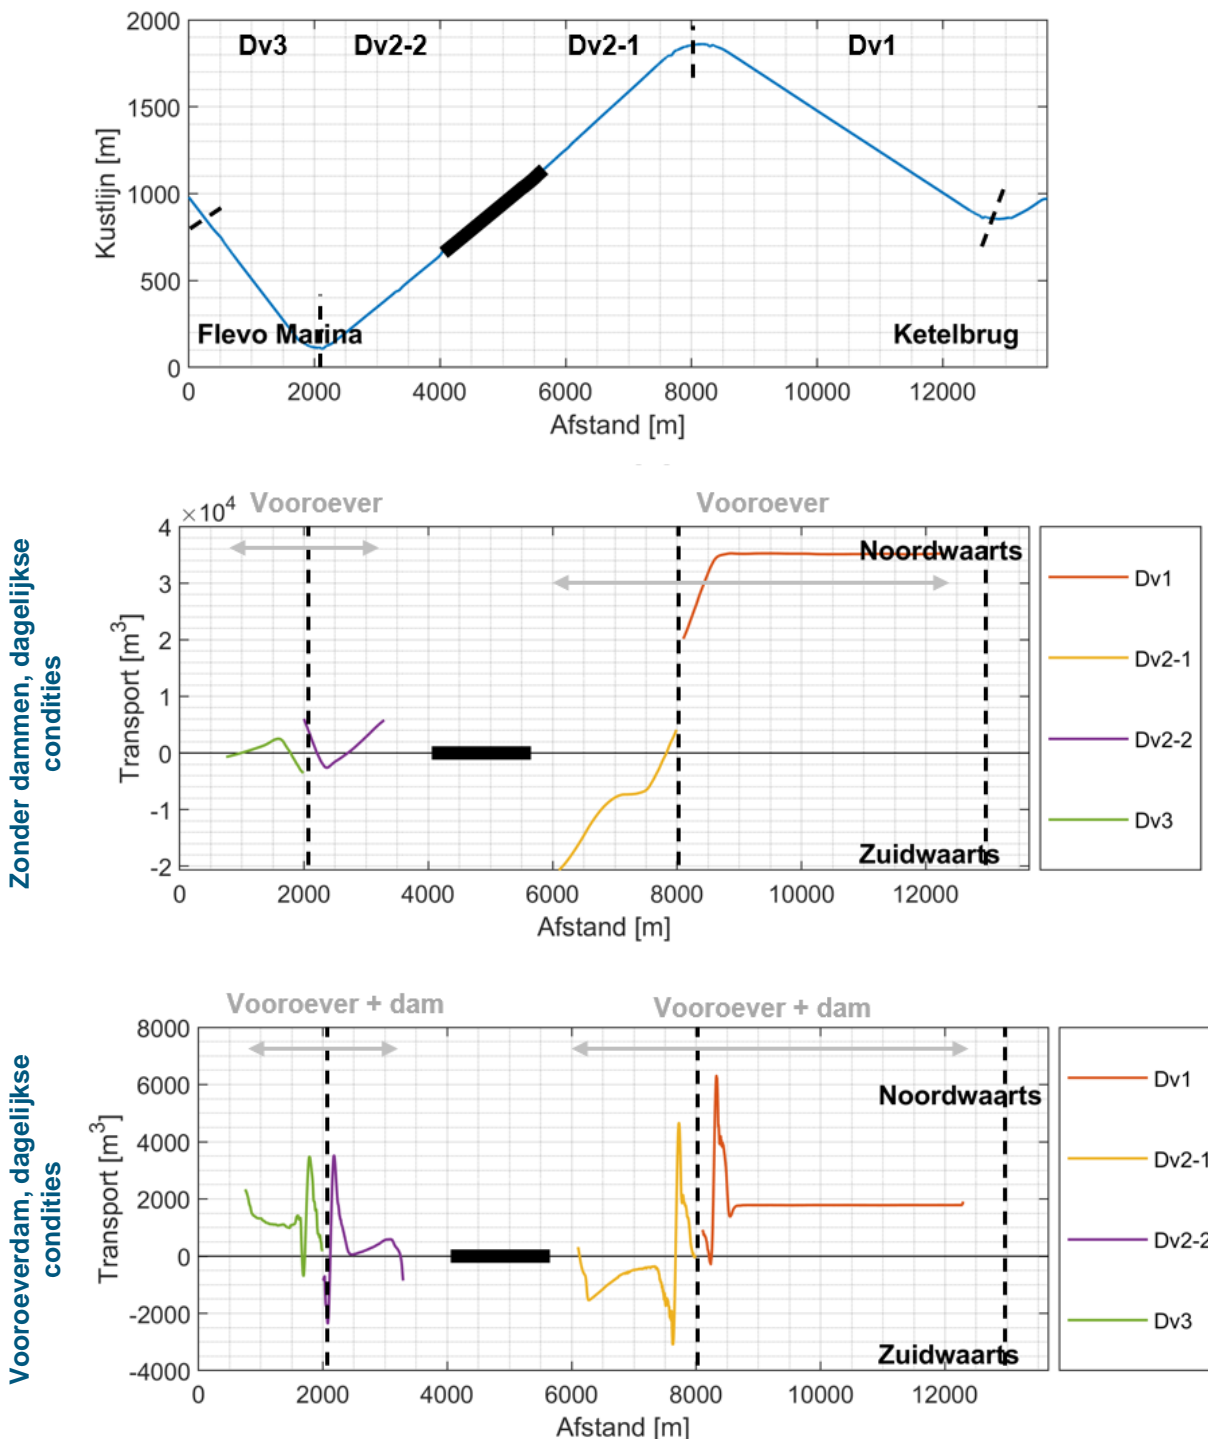 2000
1500
1000
500
0
Kustlijn [m]
Dv3
Dv2-2
Dv2-1
Dv1
Flevo Marina
Ketelbrug
0
2000
4000
6000
8000
10000
12000
Afstand [m]
Zonder dammen, dagelijkse
condities
×10⁴
Vooroever
Vooroever
4
3
2
1
0
-1
-2
Transport [m³]
Noordwaarts
Zuidwaarts
0
2000
4000
6000
8000
10000
12000
Afstand [m]
Dv1
Dv2-1
Dv2-2
Dv3
Vooroeverdam, dagelijkse
condities
Vooroever + dam
Vooroever + dam
8000
6000
4000
2000
0
-2000
-4000
Transport [m³]
Noordwaarts
Zuidwaarts
0
2000
4000
6000
8000
10000
12000
Afstand [m]
Dv1
Dv2-1
Dv2-2
Dv3